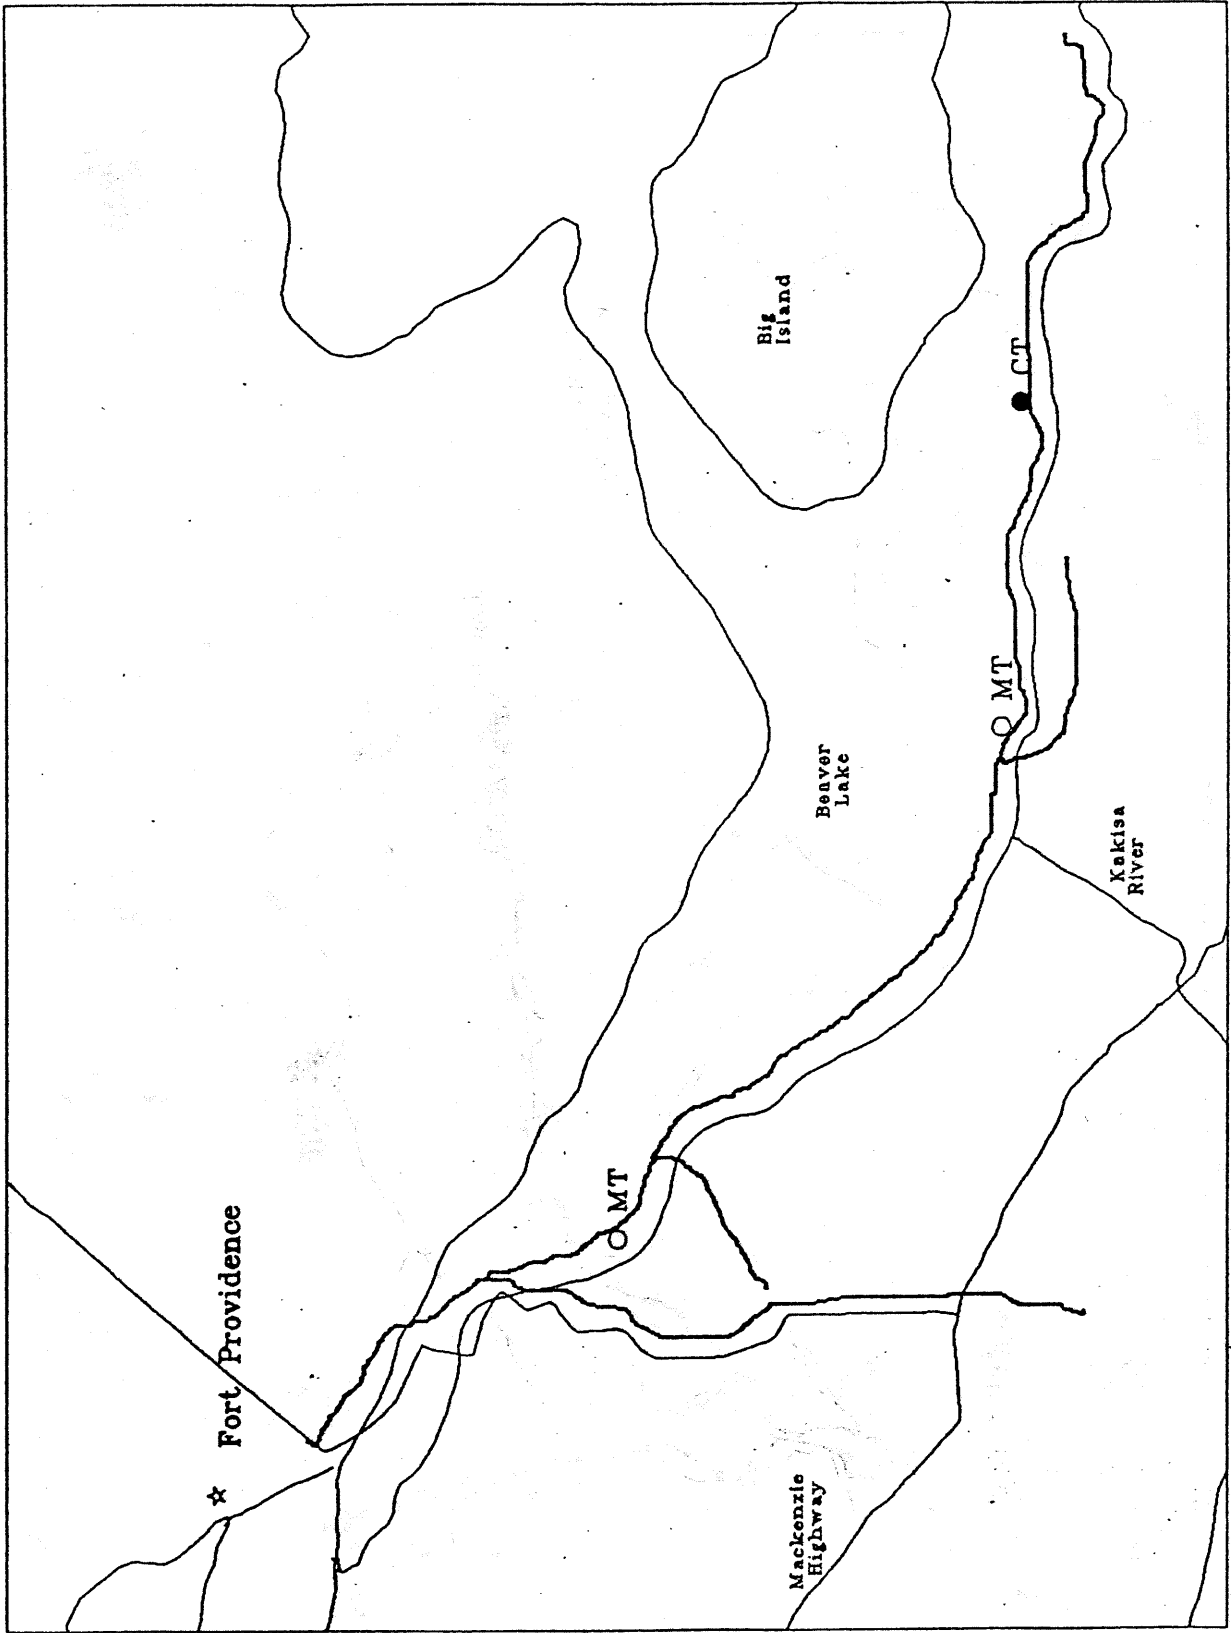 Fort Providence
MT
Mackenzie
Highway
Beaver
Lake
MT
Kakisa
River
Big
Island
CT